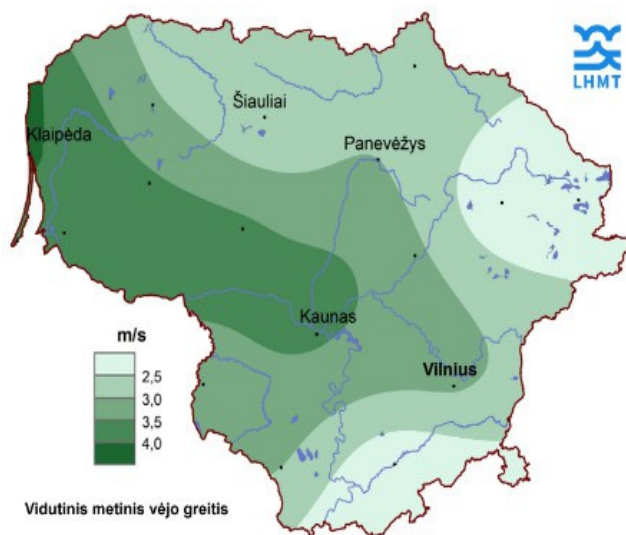 LHMT
Klaipėda
Šiauliai
Panevėžys
Kaunas
Vilnius
m/s
2,5
3,0
3,5
4,0
Vidutinis metinis vėjo greitis